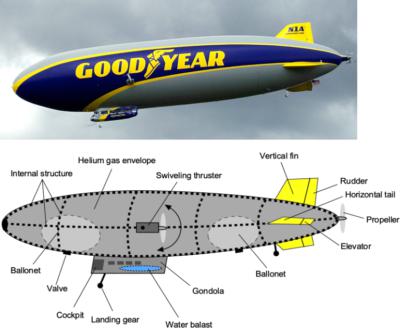 GOODYEAR
N1A
Helium gas envelope
Vertical fin
Internal structure
Swiveling thruster
Rudder
Horizontal tail
Propeller
Elevator
Ballonet
Ballonet
Valve
Gondola
Cockpit
Landing gear
Water balast